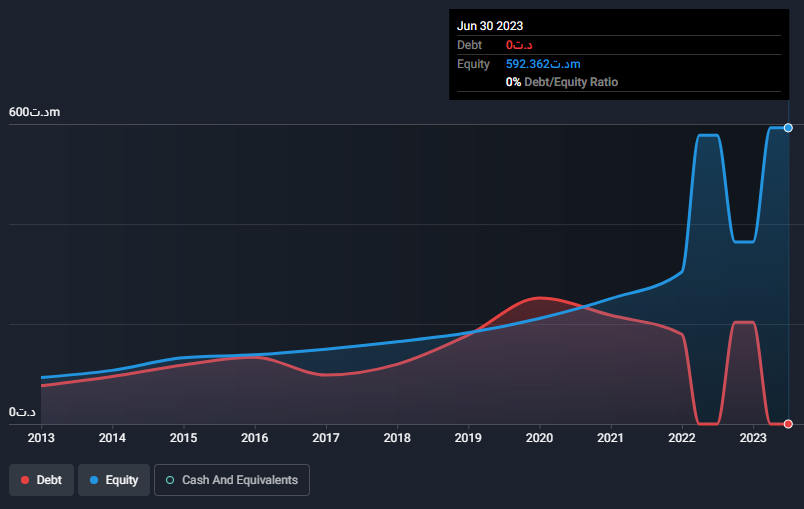 Jun 30 2023
Debt د.ت0
Equity د.ت592.362m
0% Debt/Equity Ratio
د.ت600m
د.ت0
2013 2014 2015 2016 2017 2018 2019 2020 2021 2022 2023
Debt Equity Cash And Equivalents